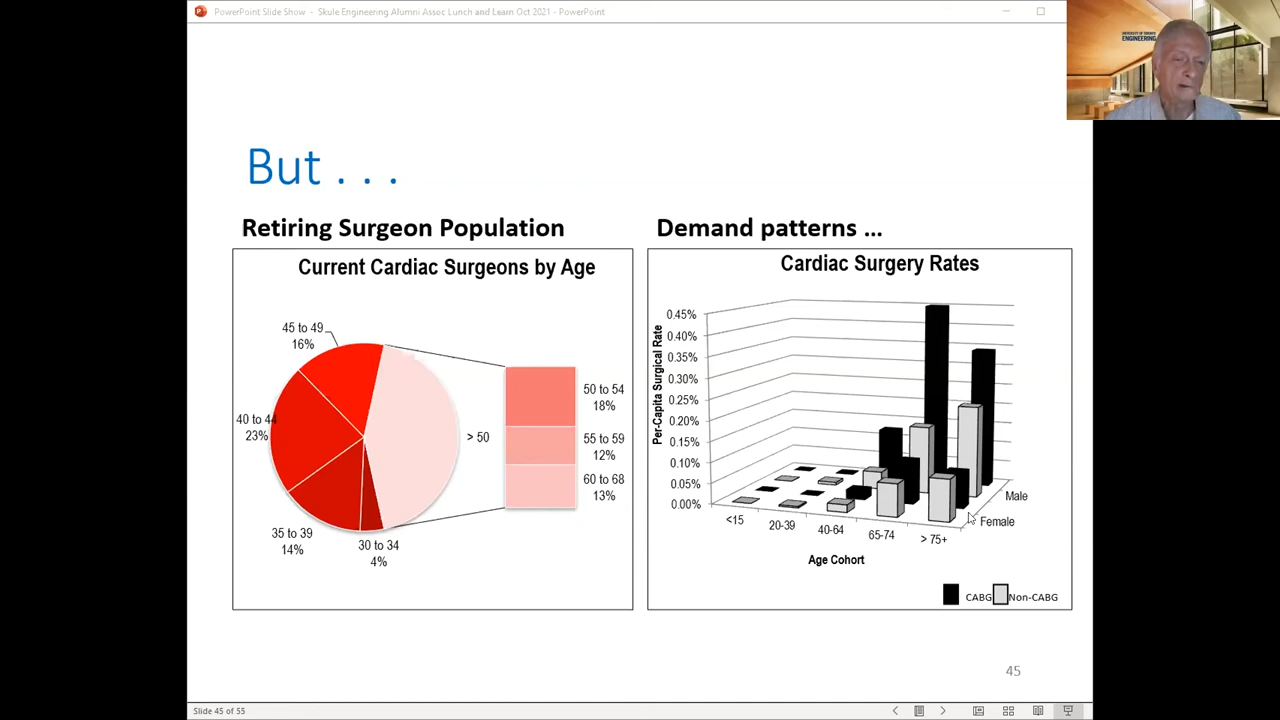 PowerPoint Slide Show - Skule Engineering Alumni Assoc Lunch and Learn Oct 2021 - PowerPoint
UNIVERSITY OF TORONTO
ENGINEERING
But . . .
Retiring Surgeon Population
Current Cardiac Surgeons by Age
45 to 49
16%
40 to 44
23%
35 to 39
14%
30 to 34
4%
> 50
50 to 54
18%
55 to 59
12%
60 to 68
13%
Demand patterns ...
Cardiac Surgery Rates
Per-Capita Surgical Rate
0.45%
0.40%
0.35%
0.30%
0.25%
0.20%
0.15%
0.10%
0.05%
0.00%
<15
20-39
40-64
65-74
> 75+
Male
Female
Age Cohort
CABG
Non-CABG
45
Slide 45 of 55